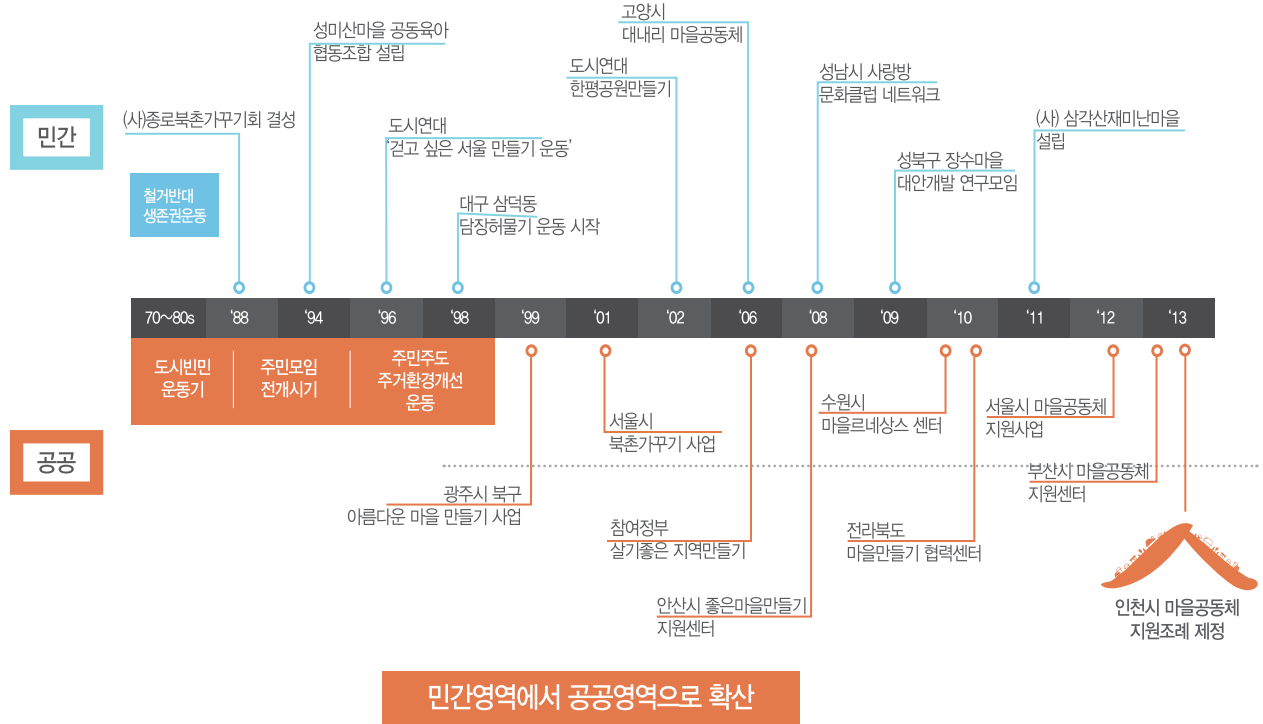 고양시
대내리 마을공동체
성미산마을 공동육아
협동조합 설립
도시연대
한평공원만들기
성남시 사랑방
문화클럽 네트워크
(사)종로북촌가꾸기회 결성
민간
도시연대
‘걷고 싶은 서울 만들기 운동’
(사) 삼각산재미난마을
설립
성북구 장수마을
대안개발 연구모임
철거반대
생존권운동
대구 삼덕동
담장허물기 운동 시작
70~80s ‘88 ‘94 ‘96 ‘98 ‘99 ‘01 ‘02 ‘06 ‘08 ‘09 ‘10 ‘11 ‘12 ‘13
도시빈민
운동기
주민모임
전개시기
주민주도
주거환경개선
운동
수원시
마을르네상스 센터
서울시 마을공동체
지원사업
서울시
북촌가꾸기 사업
공공
부산시 마을공동체
지원센터
광주시 북구
아름다운 마을 만들기 사업
참여정부
살기좋은 지역만들기
전라북도
마을만들기 협력센터
안산시 좋은마을만들기
지원센터
인천시 마을공동체
지원조례 제정
민간영역에서 공공영역으로 확산